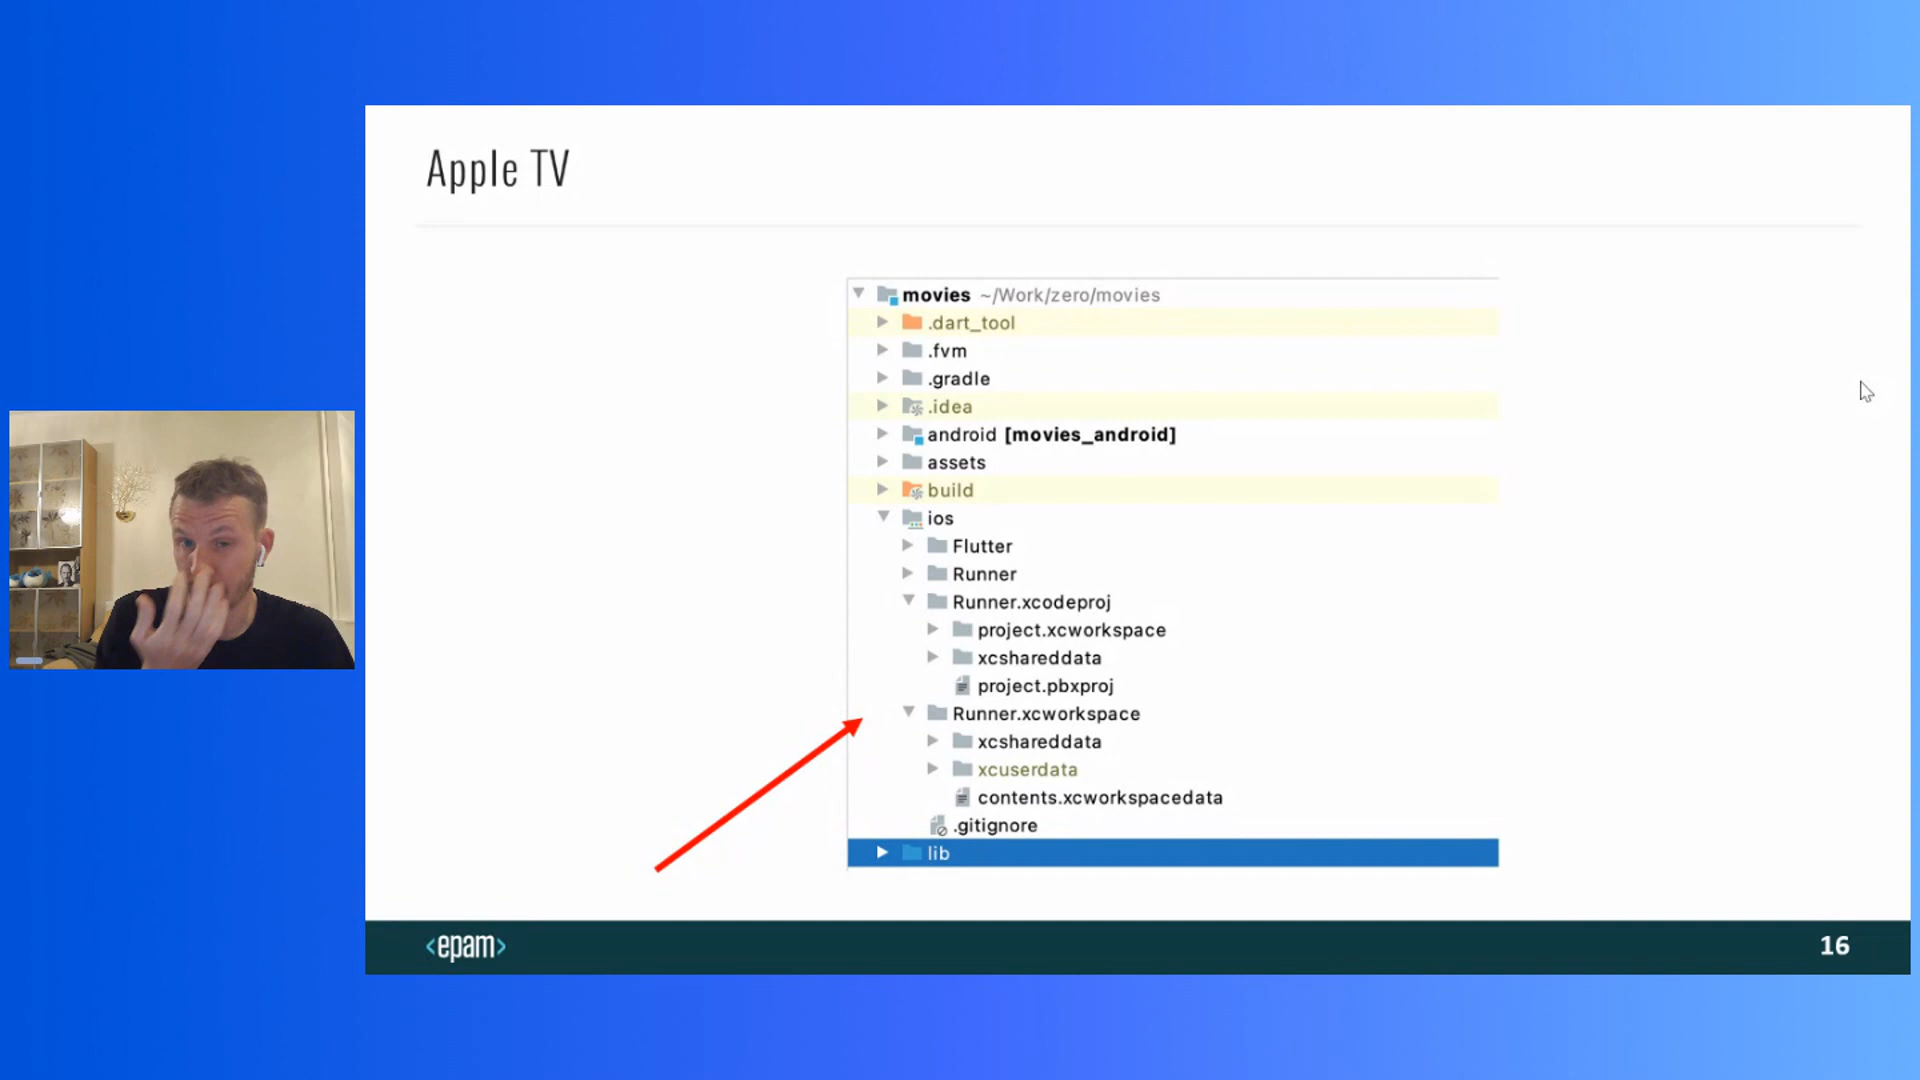 Apple TV
movies ~/Work/zero/movies
.dart_tool
.fvm
.gradle
.idea
android [movies_android]
assets
build
ios
Flutter
Runner
Runner.xcodeproj
project.xcworkspace
xcshareddata
project.pbxproj
Runner.xcworkspace
xcshareddata
xcuserdata
contents.xcworkspacedata
.gitignore
lib
<epam>
16